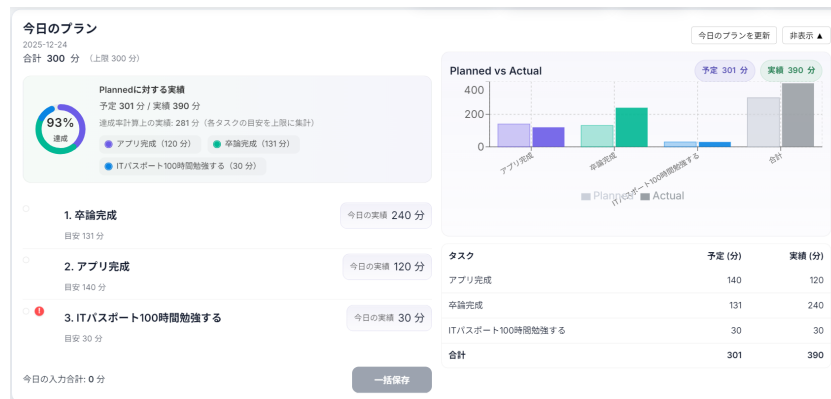 今日のプラン
2025-12-24
合計 300 分 （上限 300 分）
今日のプランを更新
非表示 ▲
Plannedに対する実績
予定 301 分 / 実績 390 分
達成率計算上の実績: 281 分（各タスクの目安を上限に集計）
93%
達成
アプリ完成（120 分）
卒論完成（131 分）
ITパスポート100時間勉強する（30 分）
1. 卒論完成
今日の実績 240 分
目安 131 分
2. アプリ完成
今日の実績 120 分
目安 140 分
!
3. ITパスポート100時間勉強する
今日の実績 30 分
目安 30 分
今日の入力合計: 0 分
一括保存
Planned vs Actual
予定 301 分
実績 390 分
400
200
0
アプリ完成
卒論完成
ITパスポート100時間勉強する
合計
Planned
Actual
タスク 予定 (分) 実績 (分)
アプリ完成 140 120
卒論完成 131 240
ITパスポート100時間勉強する 30 30
合計 301 390